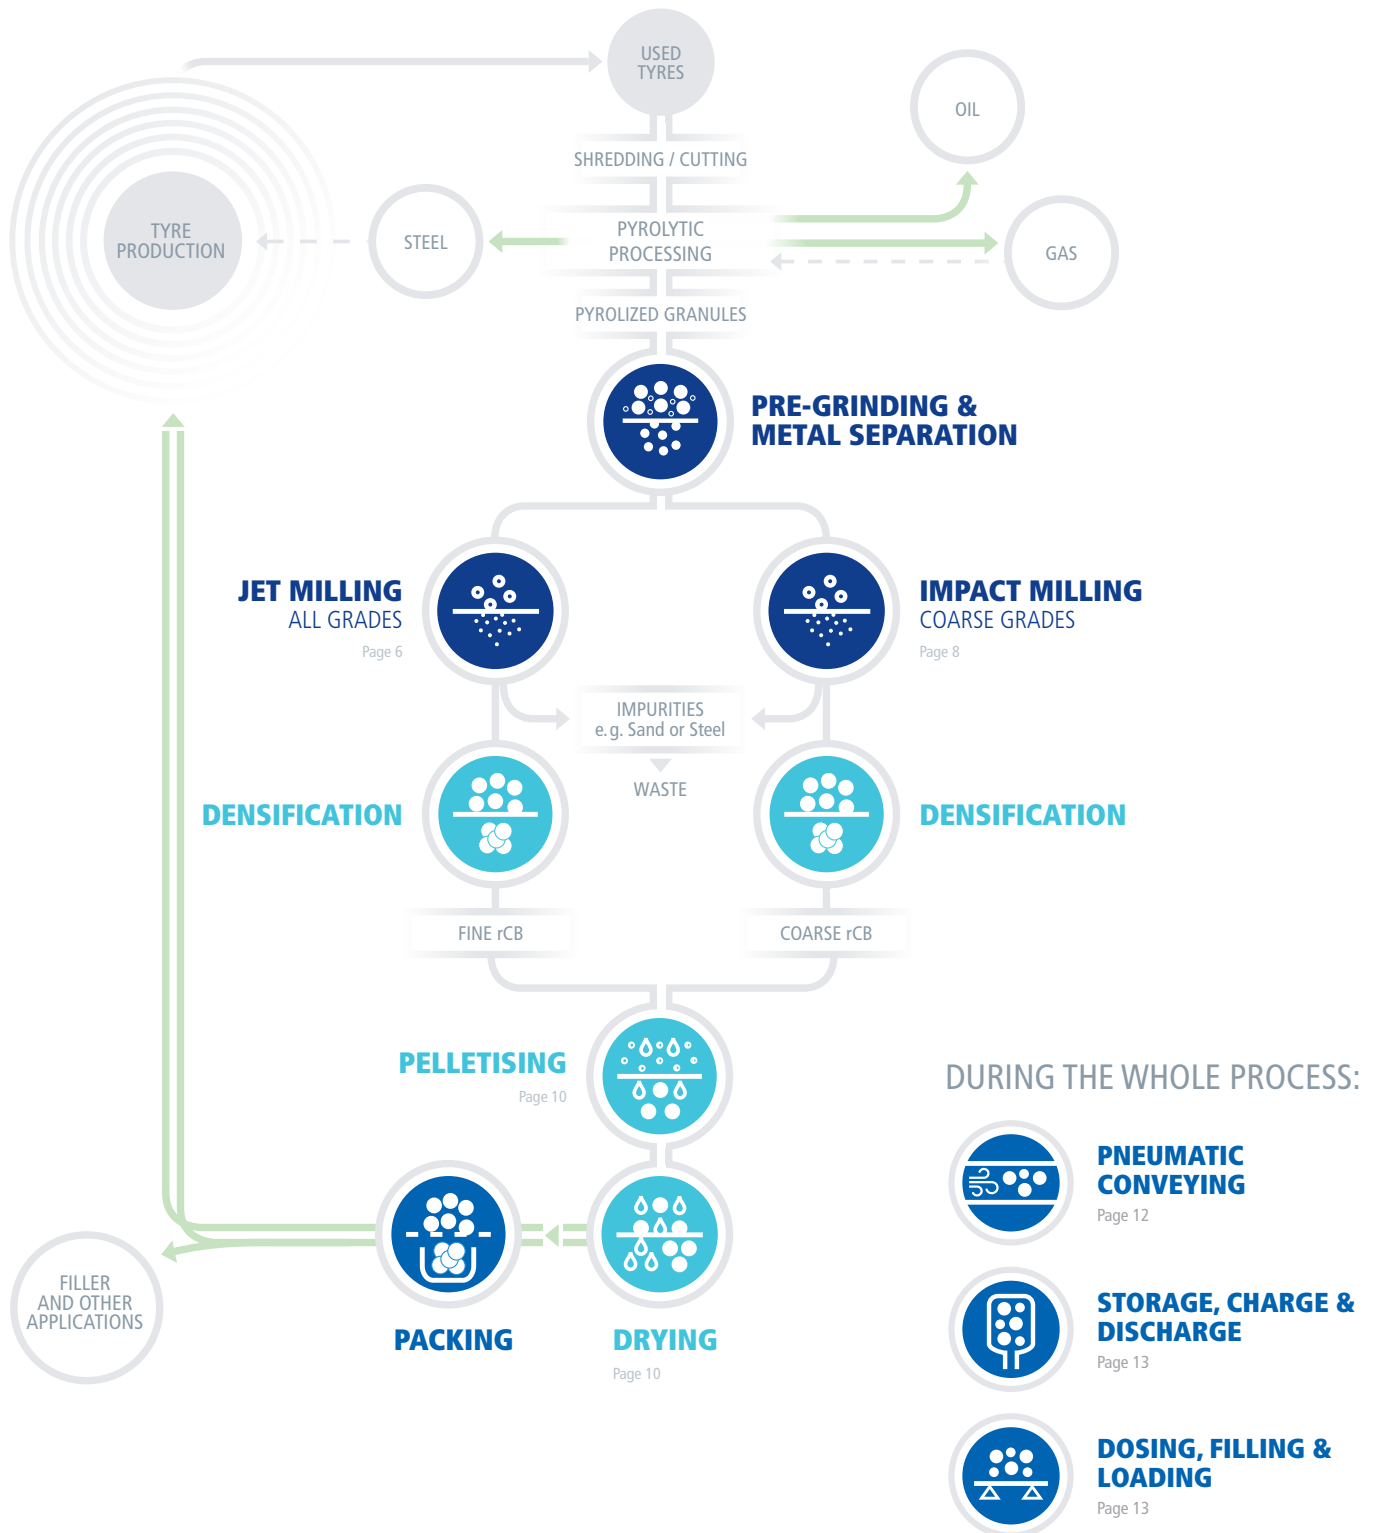 USED
TYRES
OIL
SHREDDING / CUTTING
TYRE
PRODUCTION
STEEL
PYROLYTIC
PROCESSING
GAS
PYROLIZED GRANULES
PRE-GRINDING &
METAL SEPARATION
JET MILLING
ALL GRADES
Page 6
IMPACT MILLING
COARSE GRADES
Page 8
IMPURITIES
e.g. Sand or Steel
WASTE
DENSIFICATION
DENSIFICATION
FINE rCB
COARSE rCB
PELLETISING
Page 10
FILLER
AND OTHER
APPLICATIONS
PACKING
DRYING
Page 10
DURING THE WHOLE PROCESS:
PNEUMATIC
CONVEYING
Page 12
STORAGE, CHARGE &
DISCHARGE
Page 13
DOSING, FILLING &
LOADING
Page 13